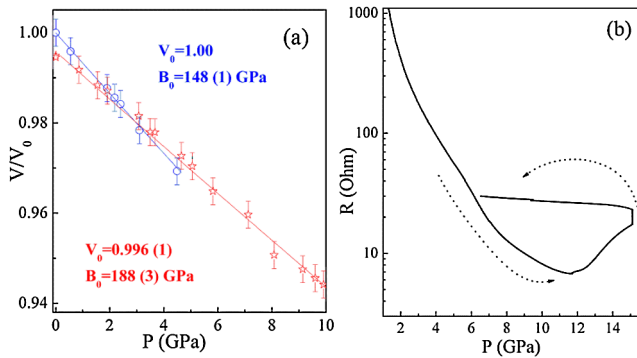 (a)
V₀=1.00
B₀=148 (1) GPa
V₀=0.996 (1)
B₀=188 (3) GPa
V/V₀
1.00
0.98
0.96
0.94
0 2 4 6 8 10
P (GPa)
(b)
R (Ohm)
1000
100
10
2 4 6 8 10 12 14
P (GPa)